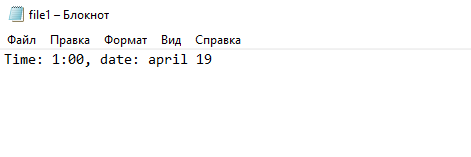 file1 – Блокнот
Файл Правка Формат Вид Справка
Time: 1:00, date: april 19